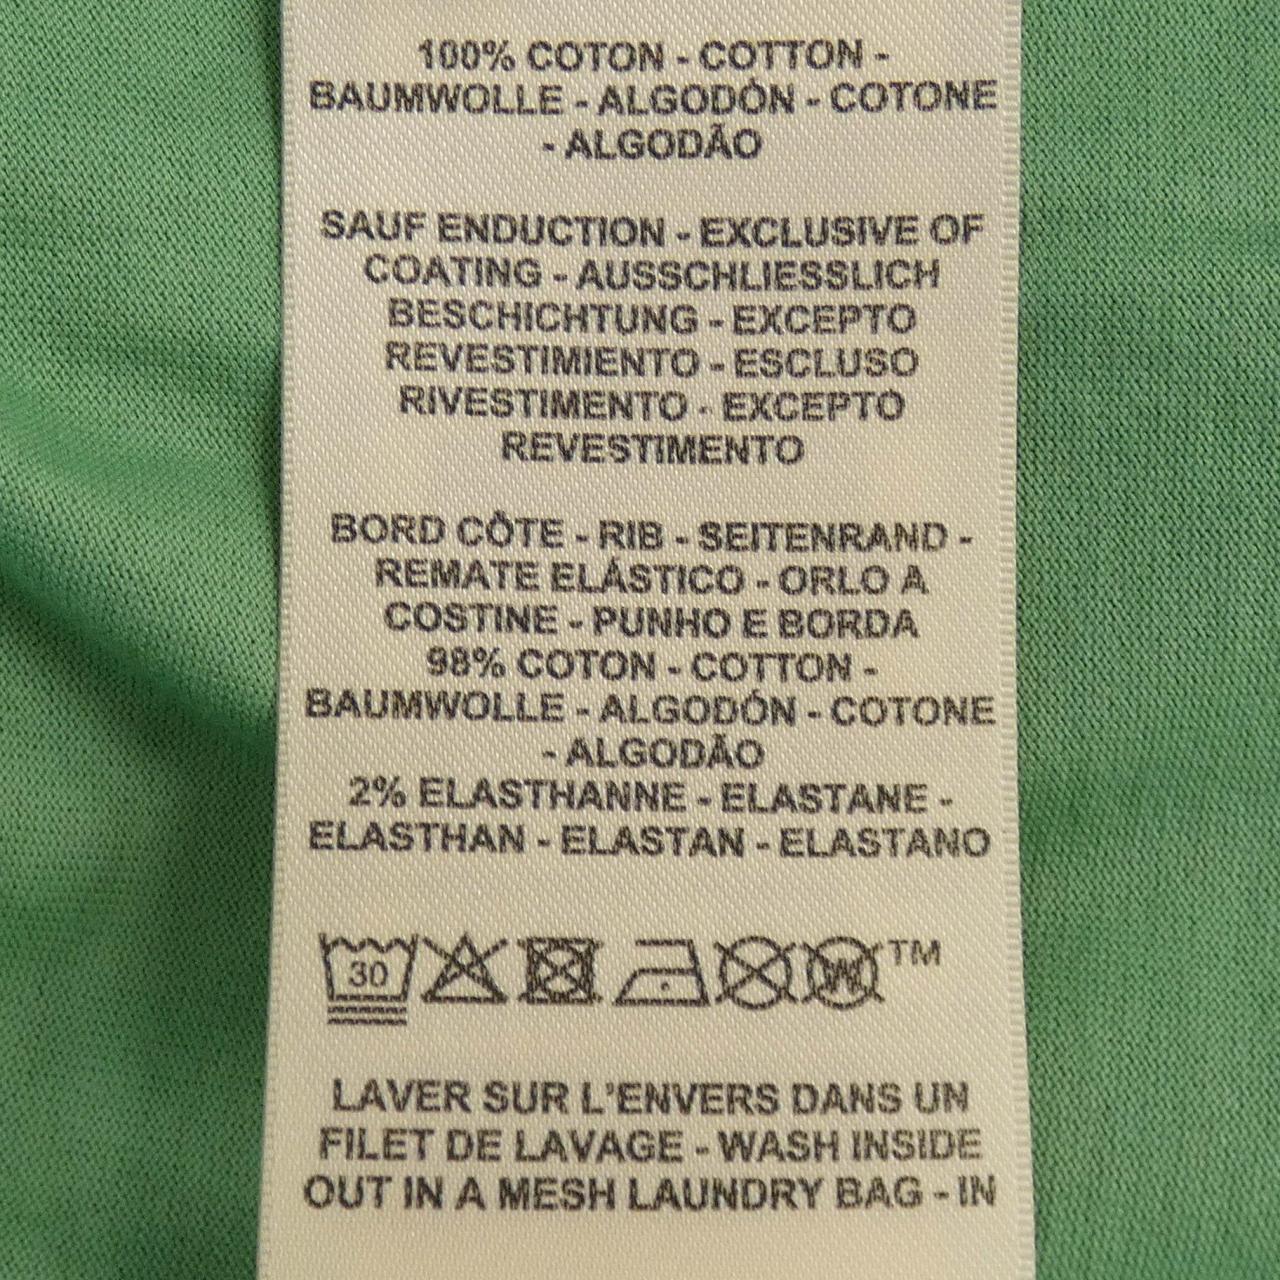 100% COTON - COTTON -
BAUMWOLLE - ALGODÓN - COTONE
- ALGODÃO
SAUF ENDUCTION - EXCLUSIVE OF
COATING - AUSSCHLIESSLICH
BESCHICHTUNG - EXCEPTO
REVESTIMIENTO - ESCLUSO
RIVESTIMENTO - EXCEPTO
REVESTIMENTO
BORD CÔTE - RIB - SEITENRAND -
REMATE ELÁSTICO - ORLO A
COSTINE - PUNHO E BORDA
98% COTON - COTTON -
BAUMWOLLE - ALGODÓN - COTONE
- ALGODÃO
2% ELASTHANNE - ELASTANE -
ELASTHAN - ELASTAN - ELASTANO
30 W TM
LAVER SUR L'ENVERS DANS UN
FILET DE LAVAGE - WASH INSIDE
OUT IN A MESH LAUNDRY BAG - IN